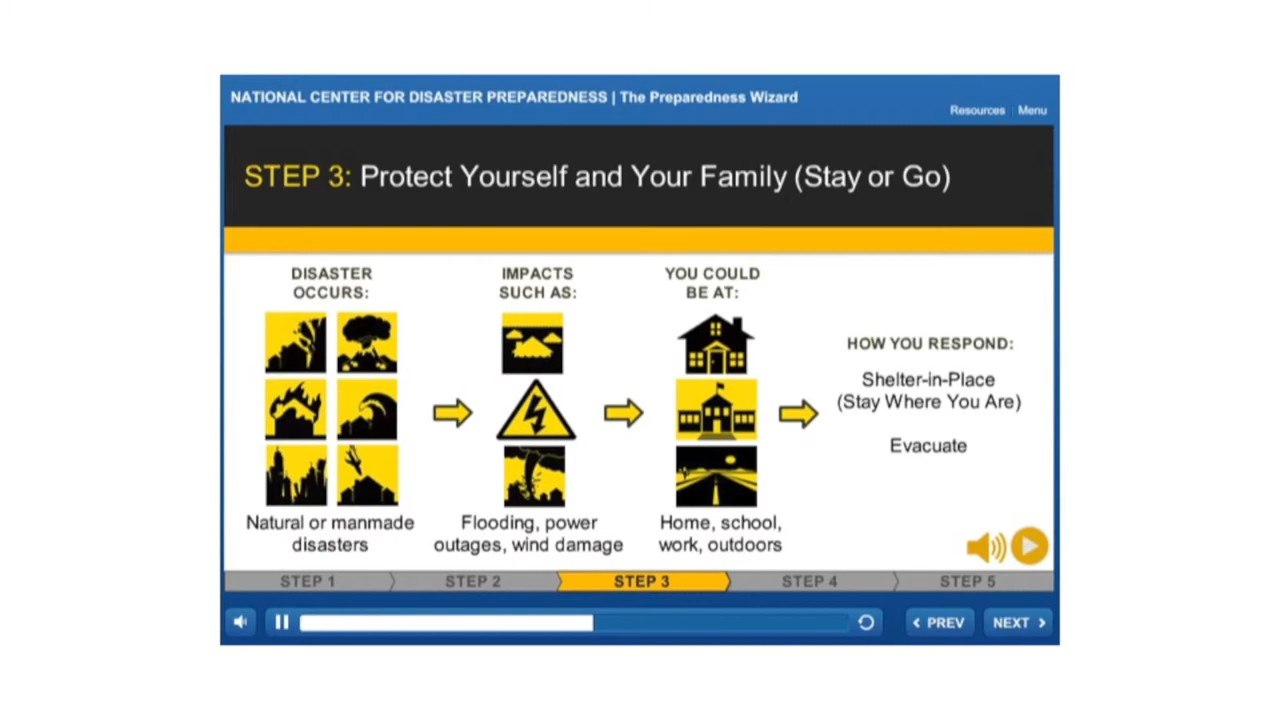 NATIONAL CENTER FOR DISASTER PREPAREDNESS | The Preparedness Wizard
Resources | Menu
STEP 3: Protect Yourself and Your Family (Stay or Go)
DISASTER
OCCURS:
Natural or manmade
disasters
IMPACTS
SUCH AS:
Flooding, power
outages, wind damage
YOU COULD
BE AT:
Home, school,
work, outdoors
HOW YOU RESPOND:
Shelter-in-Place
(Stay Where You Are)
Evacuate
STEP 1
STEP 2
STEP 3
STEP 4
STEP 5
PREV
NEXT